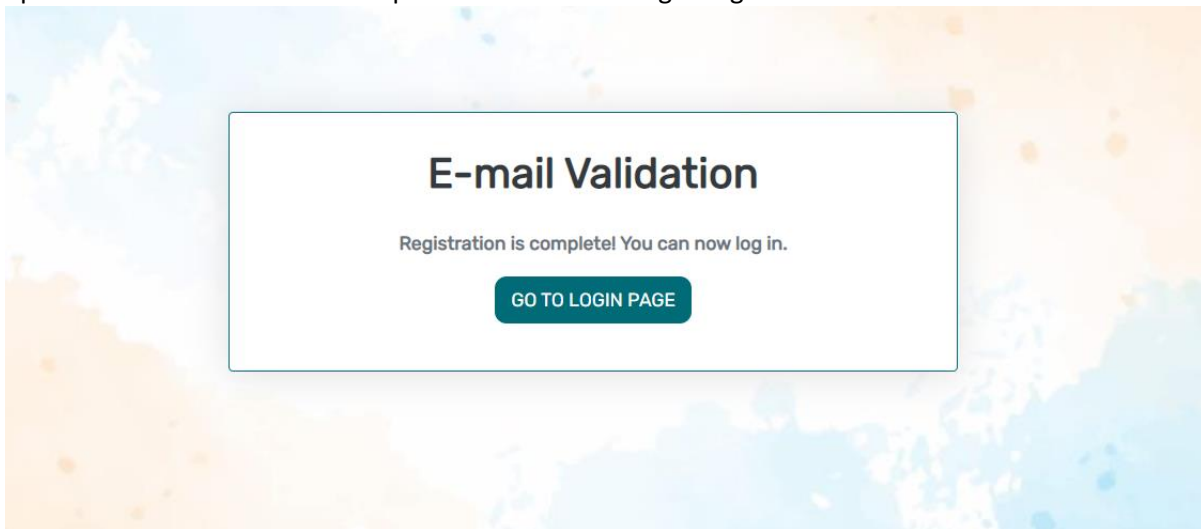 E-mail Validation
Registration is complete! You can now log in.
GO TO LOGIN PAGE